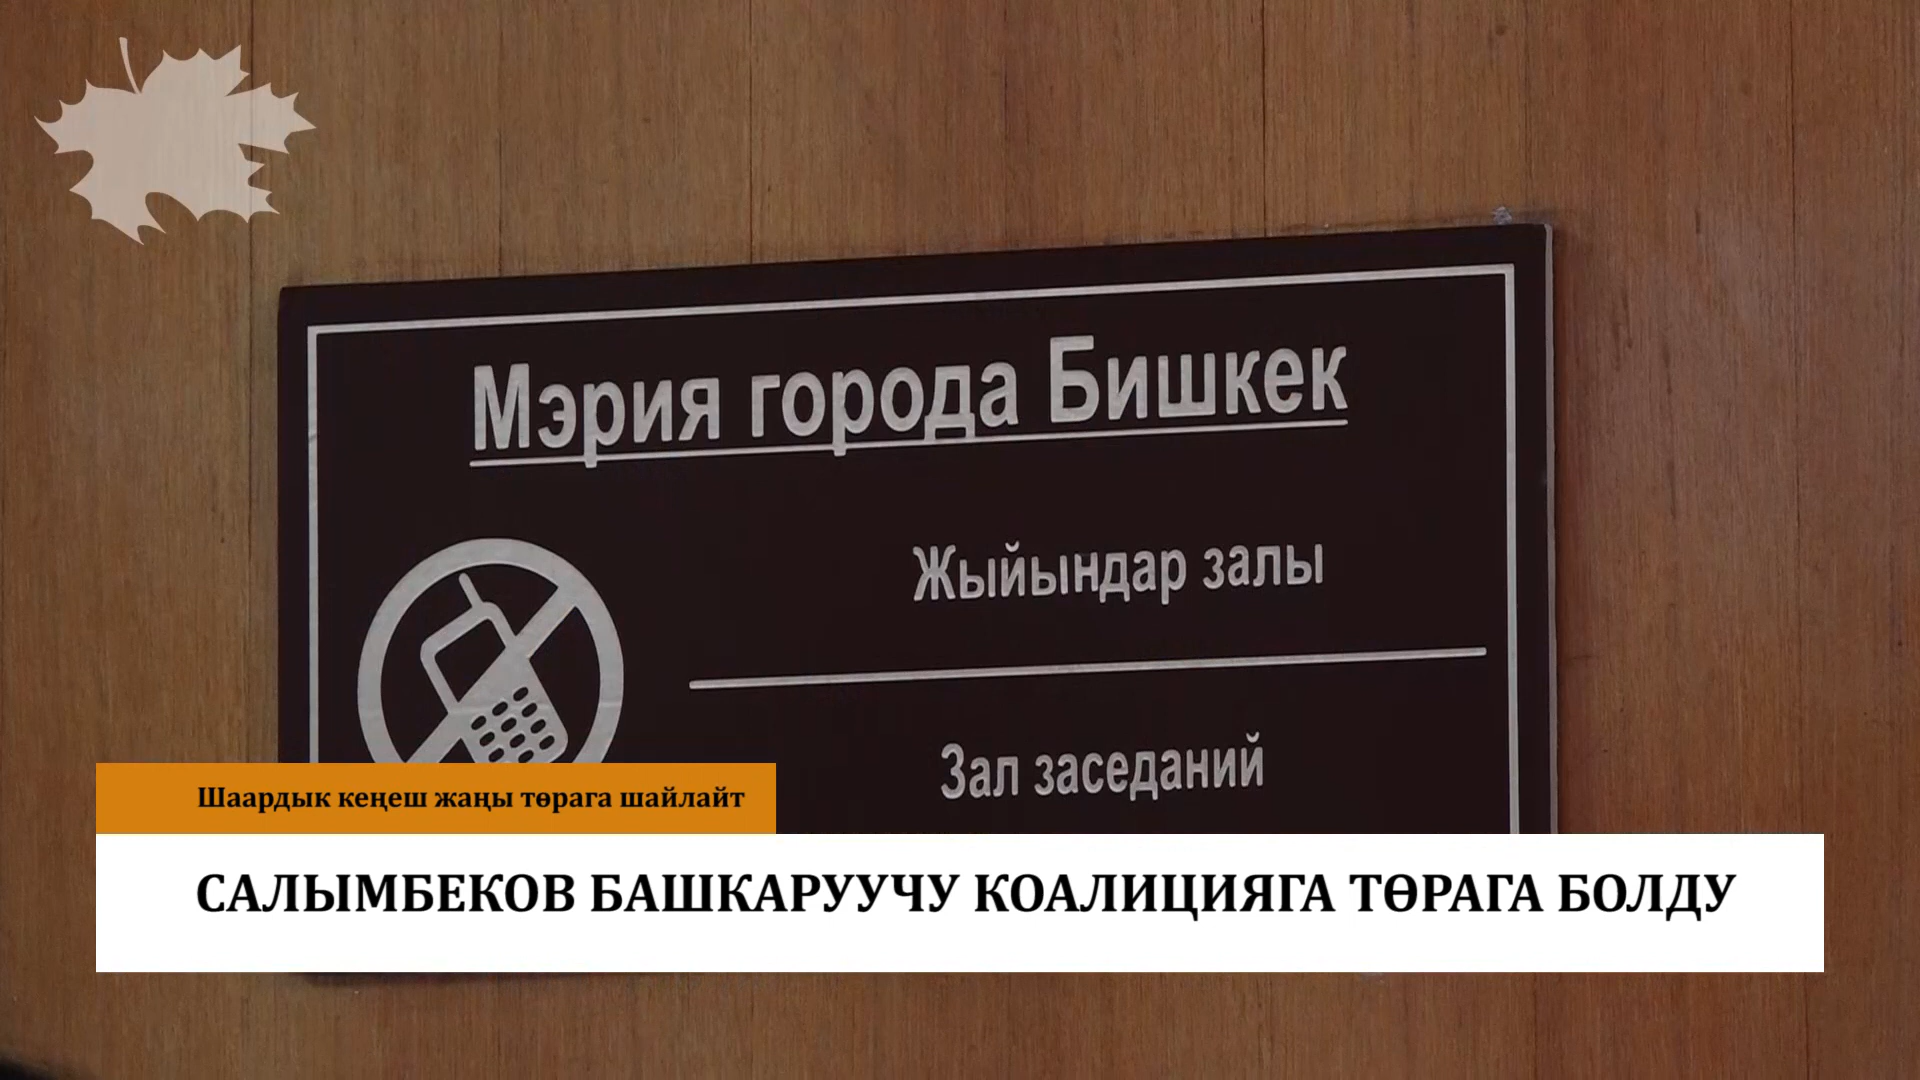 Мэрия города Бишкек
Жыйындар залы
Зал заседаний
Шаардык кеңеш жаңы төрага шайлайт
САЛЫМБЕКОВ БАШКАРУУЧУ КОАЛИЦИЯГА ТӨРАГА БОЛДУ